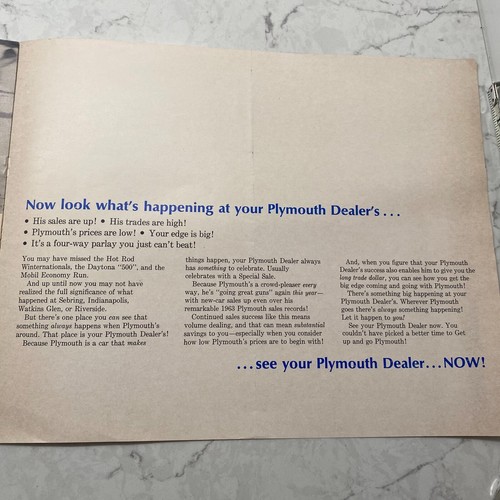 Now look what's happening at your Plymouth Dealer's . . .
• His sales are up! • His trades are high!
• Plymouth's prices are low! • Your edge is big!
• It's a four-way parlay you just can't beat!
You may have missed the Hot Rod
Winternationals, the Daytona "500", and the
Mobil Economy Run.
And up until now you may not have
realized the full significance of what
happened at Sebring, Indianapolis,
Watkins Glen, or Riverside.
But there's one place you can see that
something always happens when Plymouth's
around. That place is your Plymouth Dealer's!
Because Plymouth is a car that makes
things happen, your Plymouth Dealer always
has something to celebrate. Usually
celebrates with a Special Sale.
Because Plymouth's a crowd-pleaser every
way, he's "going great guns" again this year—
with new-car sales up even over his
remarkable 1963 Plymouth sales records!
Continued sales success like this means
volume dealing, and that can mean substantial
savings to you—especially when you consider
how low Plymouth's prices are to begin with!
And, when you figure that your Plymouth
Dealer's success also enables him to give you the
long trade dollar, you can see how you get the
big edge coming and going with Plymouth!
There's something big happening at your
Plymouth Dealer's. Wherever Plymouth
goes there's always something happening!
Let it happen to you!
See your Plymouth Dealer now. You
couldn't have picked a better time to Get
up and go Plymouth!
. . . see your Plymouth Dealer . . . NOW!